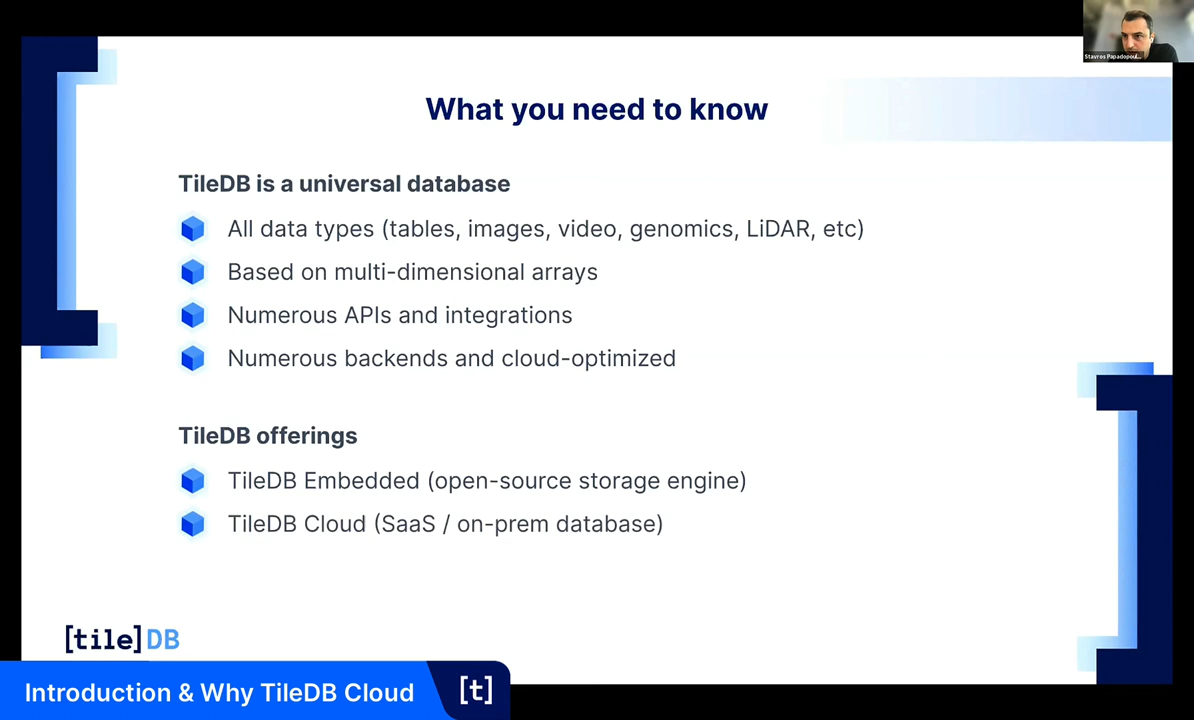 Stavros Papadopoul...
What you need to know
TileDB is a universal database
All data types (tables, images, video, genomics, LiDAR, etc)
Based on multi-dimensional arrays
Numerous APIs and integrations
Numerous backends and cloud-optimized
TileDB offerings
TileDB Embedded (open-source storage engine)
TileDB Cloud (SaaS / on-prem database)
[tile]DB
Introduction & Why TileDB Cloud [t]